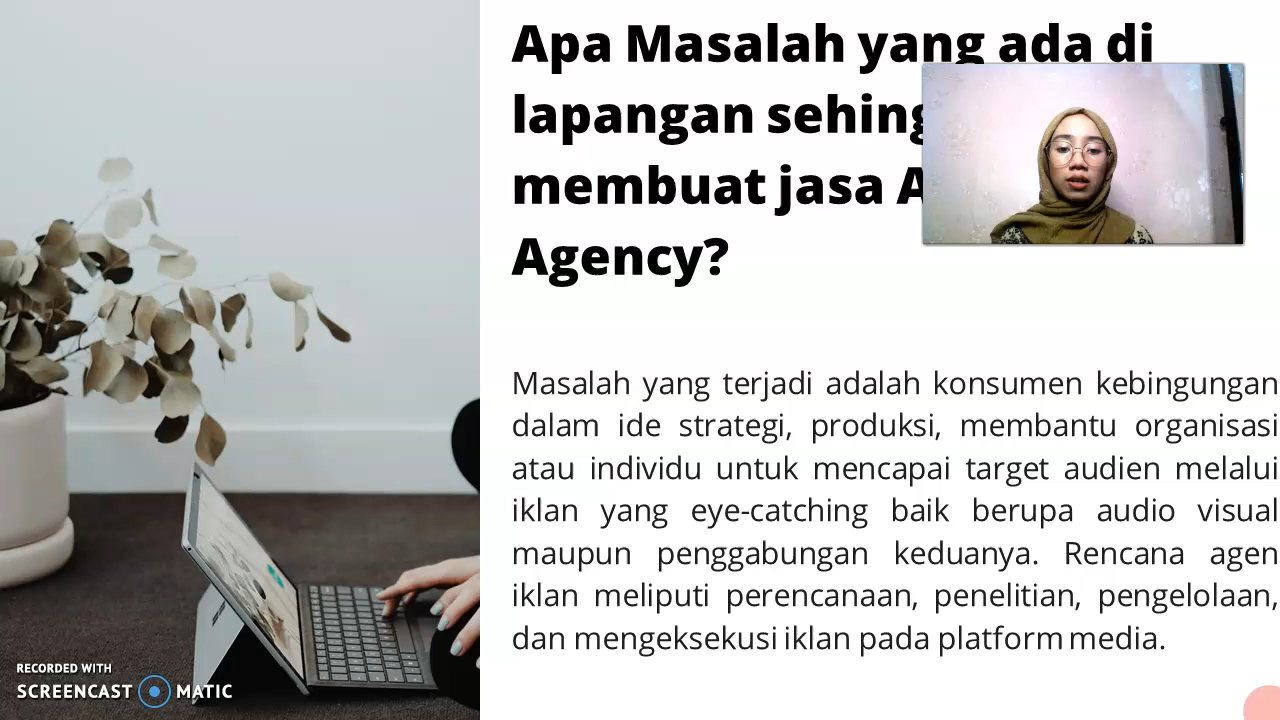 Apa Masalah yang ada di
lapangan
membuat jasa
Agency?
Masalah yang terjadi adalah konsumen kebingungan
dalam ide strategi, produksi, membantu organisasi
atau individu untuk mencapai target audien melalui
iklan yang eye-catching baik berupa audio visual
maupun penggabungan keduanya. Rencana agen
iklan meliputi perencanaan, penelitian, pengelolaan,
dan mengeksekusi iklan pada platform media.
RECORDED WITH
SCREENCAST MATIC